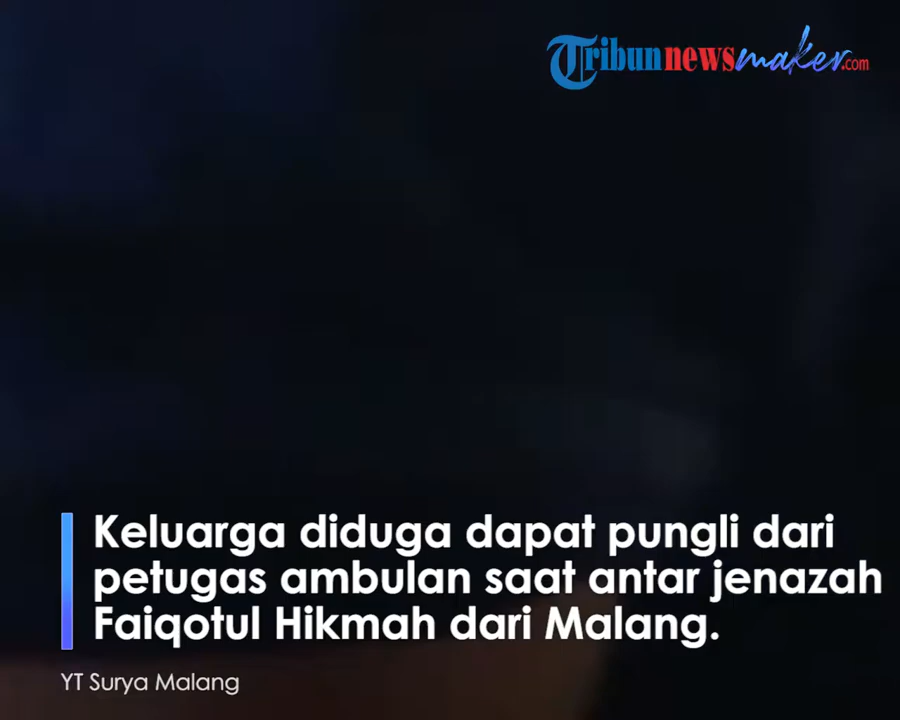 Tribunnewsmaker.com
Keluarga diduga dapat pungli dari
petugas ambulan saat antar jenazah
Faiqotul Hikmah dari Malang.
YT Surya Malang